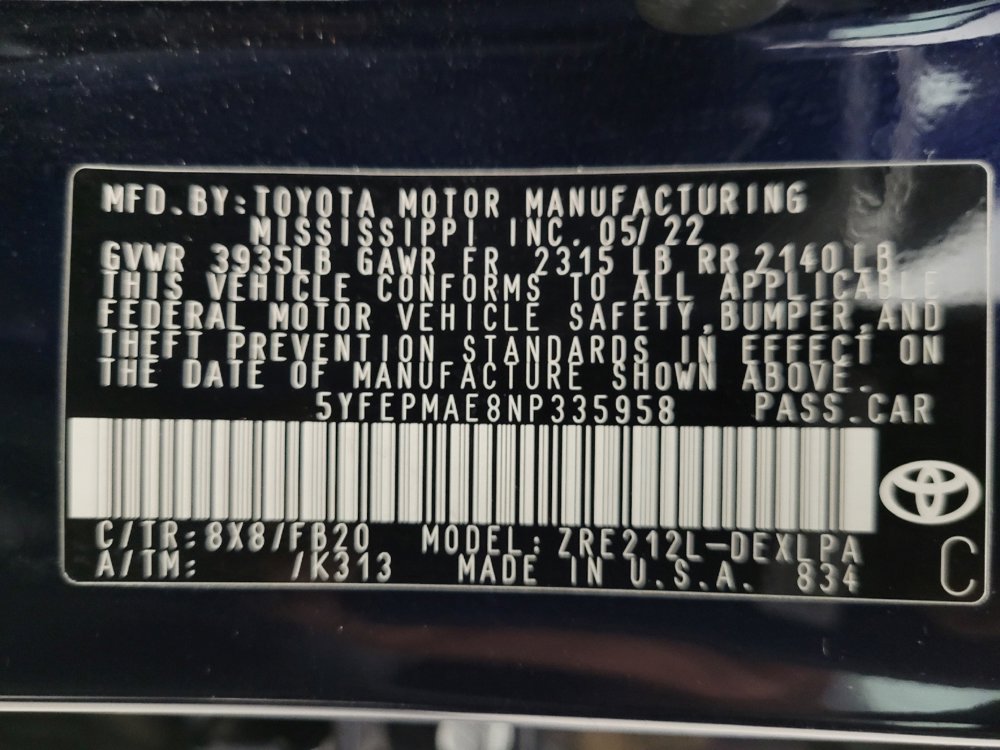 MFD.BY:TOYOTA MOTOR MANUFACTURING
MISSISSIPPI INC. 05/22
GVWR 3935LB GAWR FR 2315 LB RR 2140LB
THIS VEHICLE CONFORMS TO ALL APPLICABLE
FEDERAL MOTOR VEHICLE SAFETY,BUMPER,AND
THEFT PREVENTION STANDARDS IN EFFECT ON
THE DATE OF MANUFACTURE SHOWN ABOVE.
5YFEPMAE8NP335958 PASS.CAR
C/TR:8X8/FB20 MODEL:ZRE212L-DEXLPA
A/TM: /K313 MADE IN U.S.A. 834 C